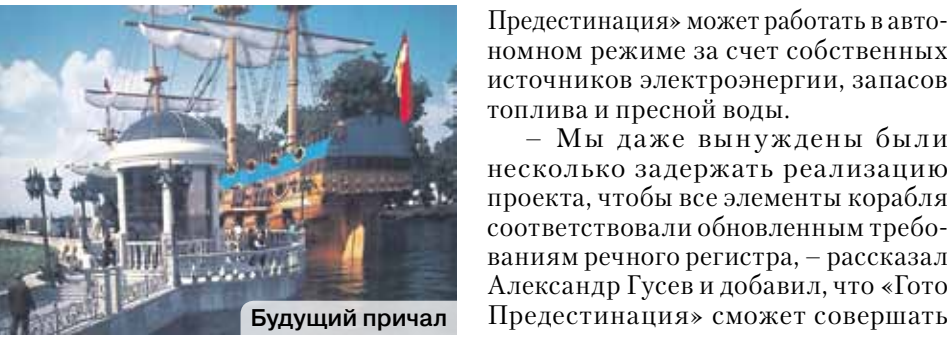 Будущий причал
Предестинация» может работать в авто-
номном режиме за счет собственных
источников электроэнергии, запасов
топлива и пресной воды.
– Мы даже вынуждены были
несколько задержать реализацию
проекта, чтобы все элементы корабля
соответствовали обновленным требо-
ваниям речного регистра, – рассказал
Александр Гусев и добавил, что «Гото
Предестинация» сможет совершать